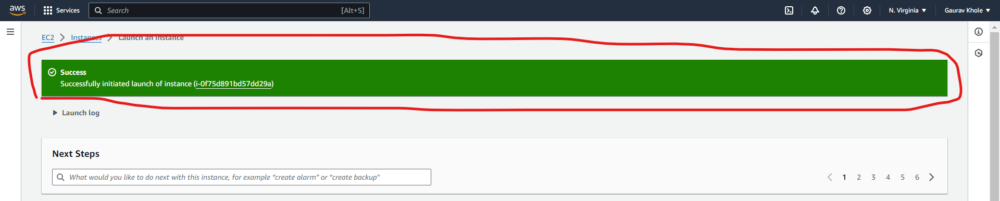 aws Services Search [Alt+S] N. Virginia Gaurav Khole
EC2 Instances Launch an instance
Success
Successfully initiated launch of instance (i-0f75d891bd57dd29a)
Launch log
Next Steps
What would you like to do next with this instance, for example “create alarm” or “create backup"
1 2 3 4 5 6